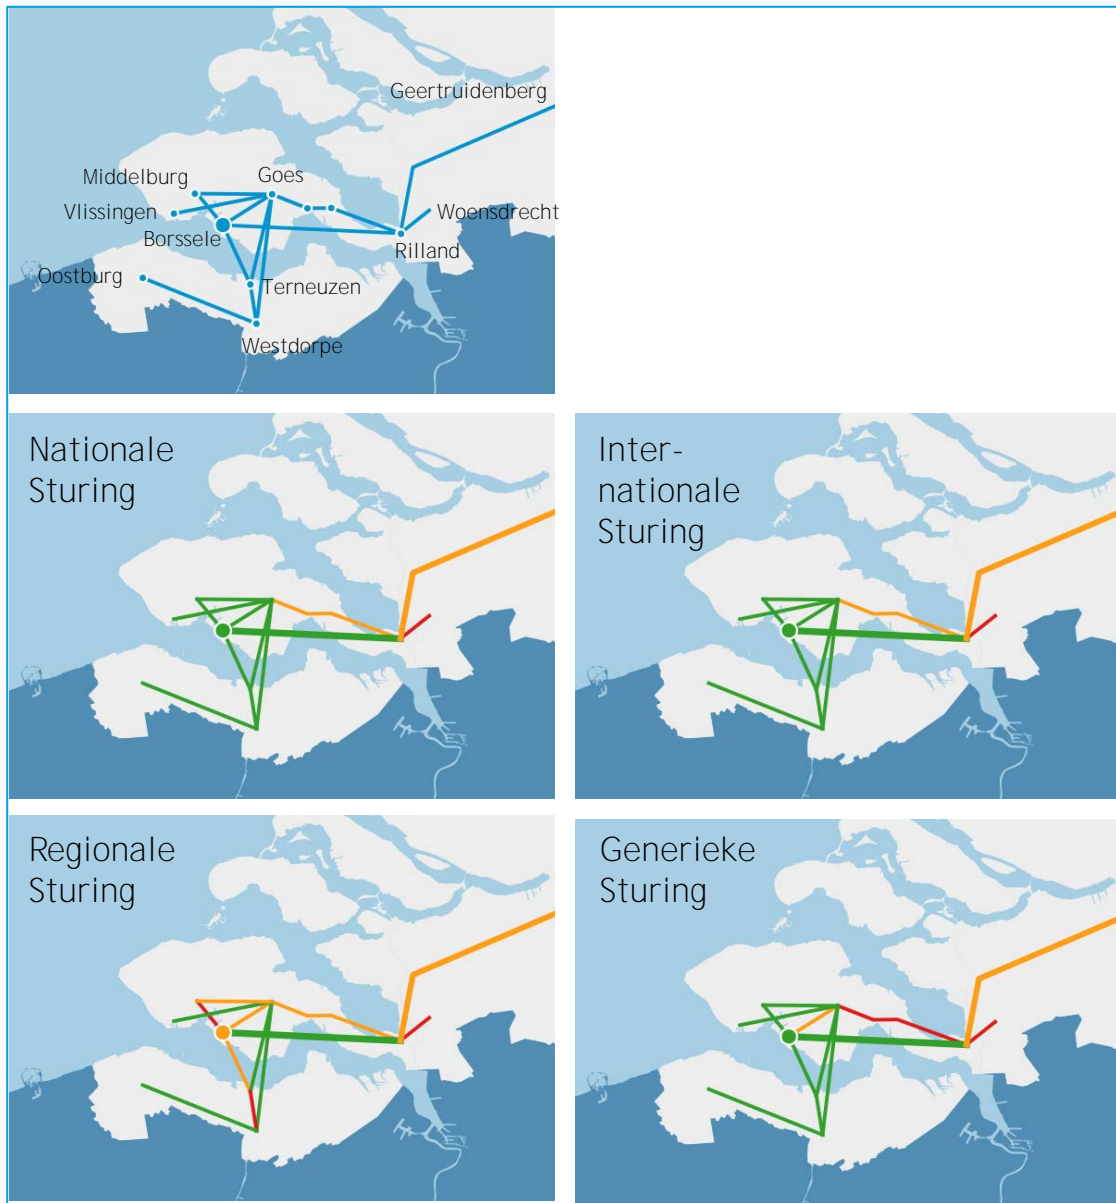 Geertruidenberg
Middelburg
Goes
Vlissingen
Woensdrecht
Borssele
Rilland
Oostburg
Terneuzen
Westdorpe
Nationale
Sturing
Inter-
nationale
Sturing
Regionale
Sturing
Generieke
Sturing